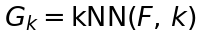 G_k = kNN(F, k)